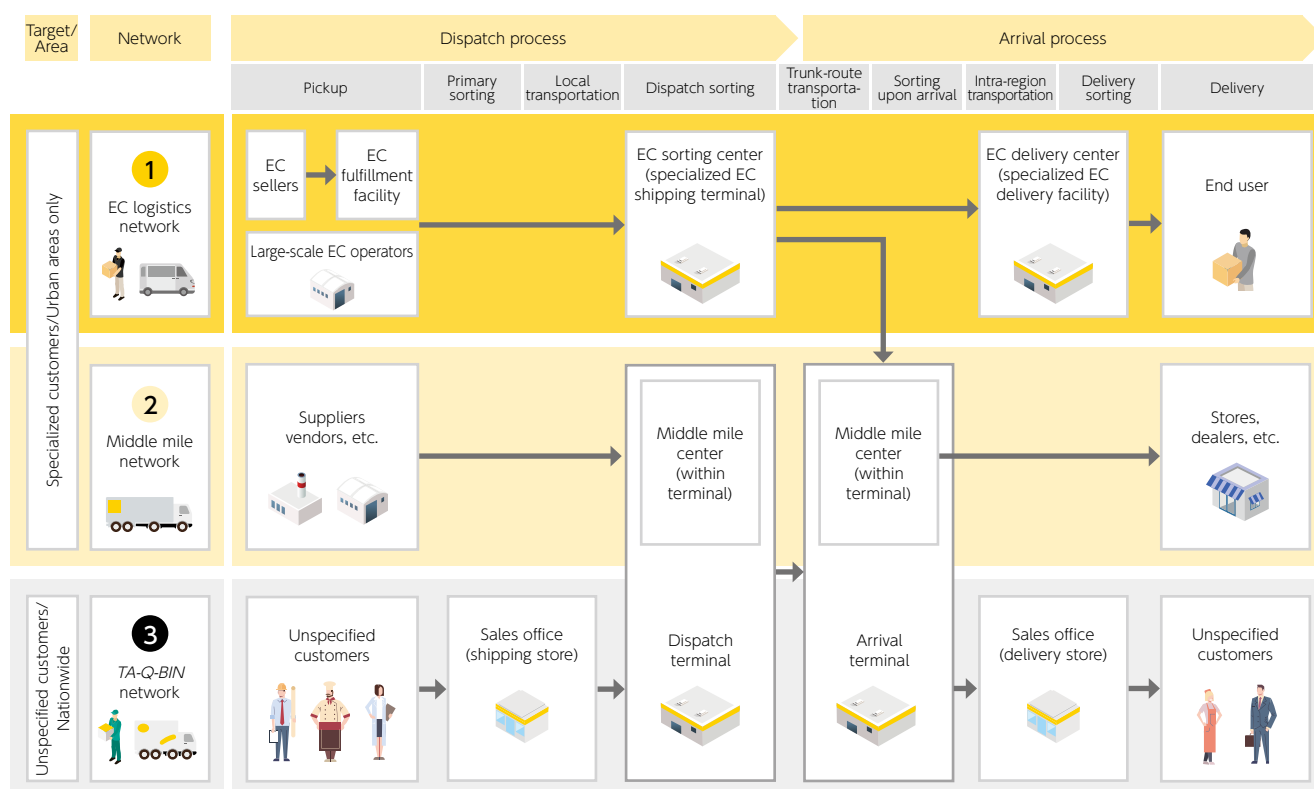 Target/
Area
Network
Dispatch process
Arrival process
Pickup
Primary
sorting
Local
transportation
Dispatch sorting
Trunk-route
transporta-
tion
Sorting
upon arrival
Intra-region
transportation
Delivery
sorting
Delivery
Specialized customers/Urban areas only
1
EC logistics
network
EC
sellers
EC
fulfillment
facility
Large-scale EC operators
EC sorting center
(specialized EC
shipping terminal)
EC delivery center
(specialized EC
delivery facility)
End user
2
Middle mile
network
Suppliers
vendors, etc.
Middle mile
center
(within
terminal)
Middle mile
center
(within
terminal)
Stores,
dealers, etc.
Unspecified customers/
Nationwide
3
TA-Q-BIN
network
Unspecified
customers
Sales office
(shipping store)
Dispatch
terminal
Arrival
terminal
Sales office
(delivery store)
Unspecified
customers